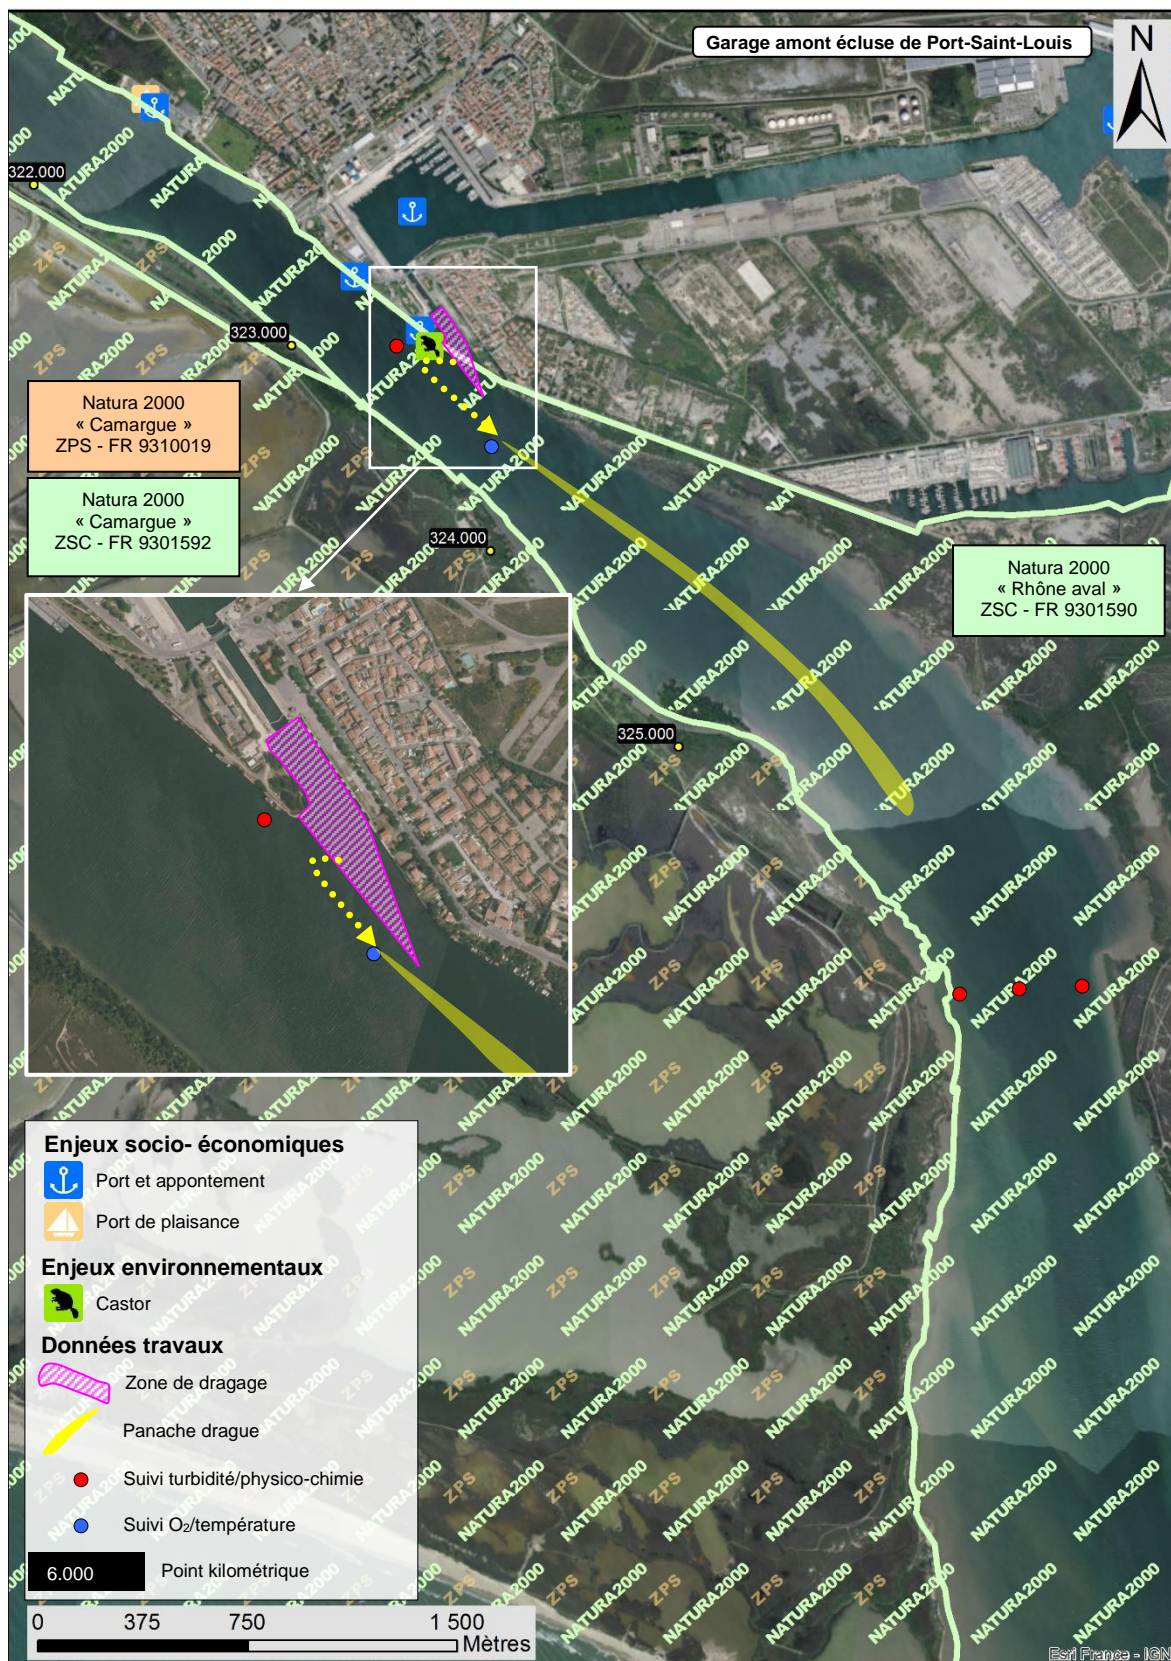 Garage amont écluse de Port-Saint-Louis
N
322.000
323.000
Natura 2000
« Camargue »
ZPS - FR 9310019
Natura 2000
« Camargue »
ZSC - FR 9301592
324.000
Natura 2000
« Rhône aval »
ZSC - FR 9301590
325.000
NATURA2000
ZPS
Enjeux socio- économiques
Port et appontement
Port de plaisance
Enjeux environnementaux
Castor
Données travaux
Zone de dragage
Panache drague
Suivi turbidité/physico-chimie
Suivi O2/température
6.000 Point kilométrique
0 375 750 1 500
Mètres
Esri France - IGN